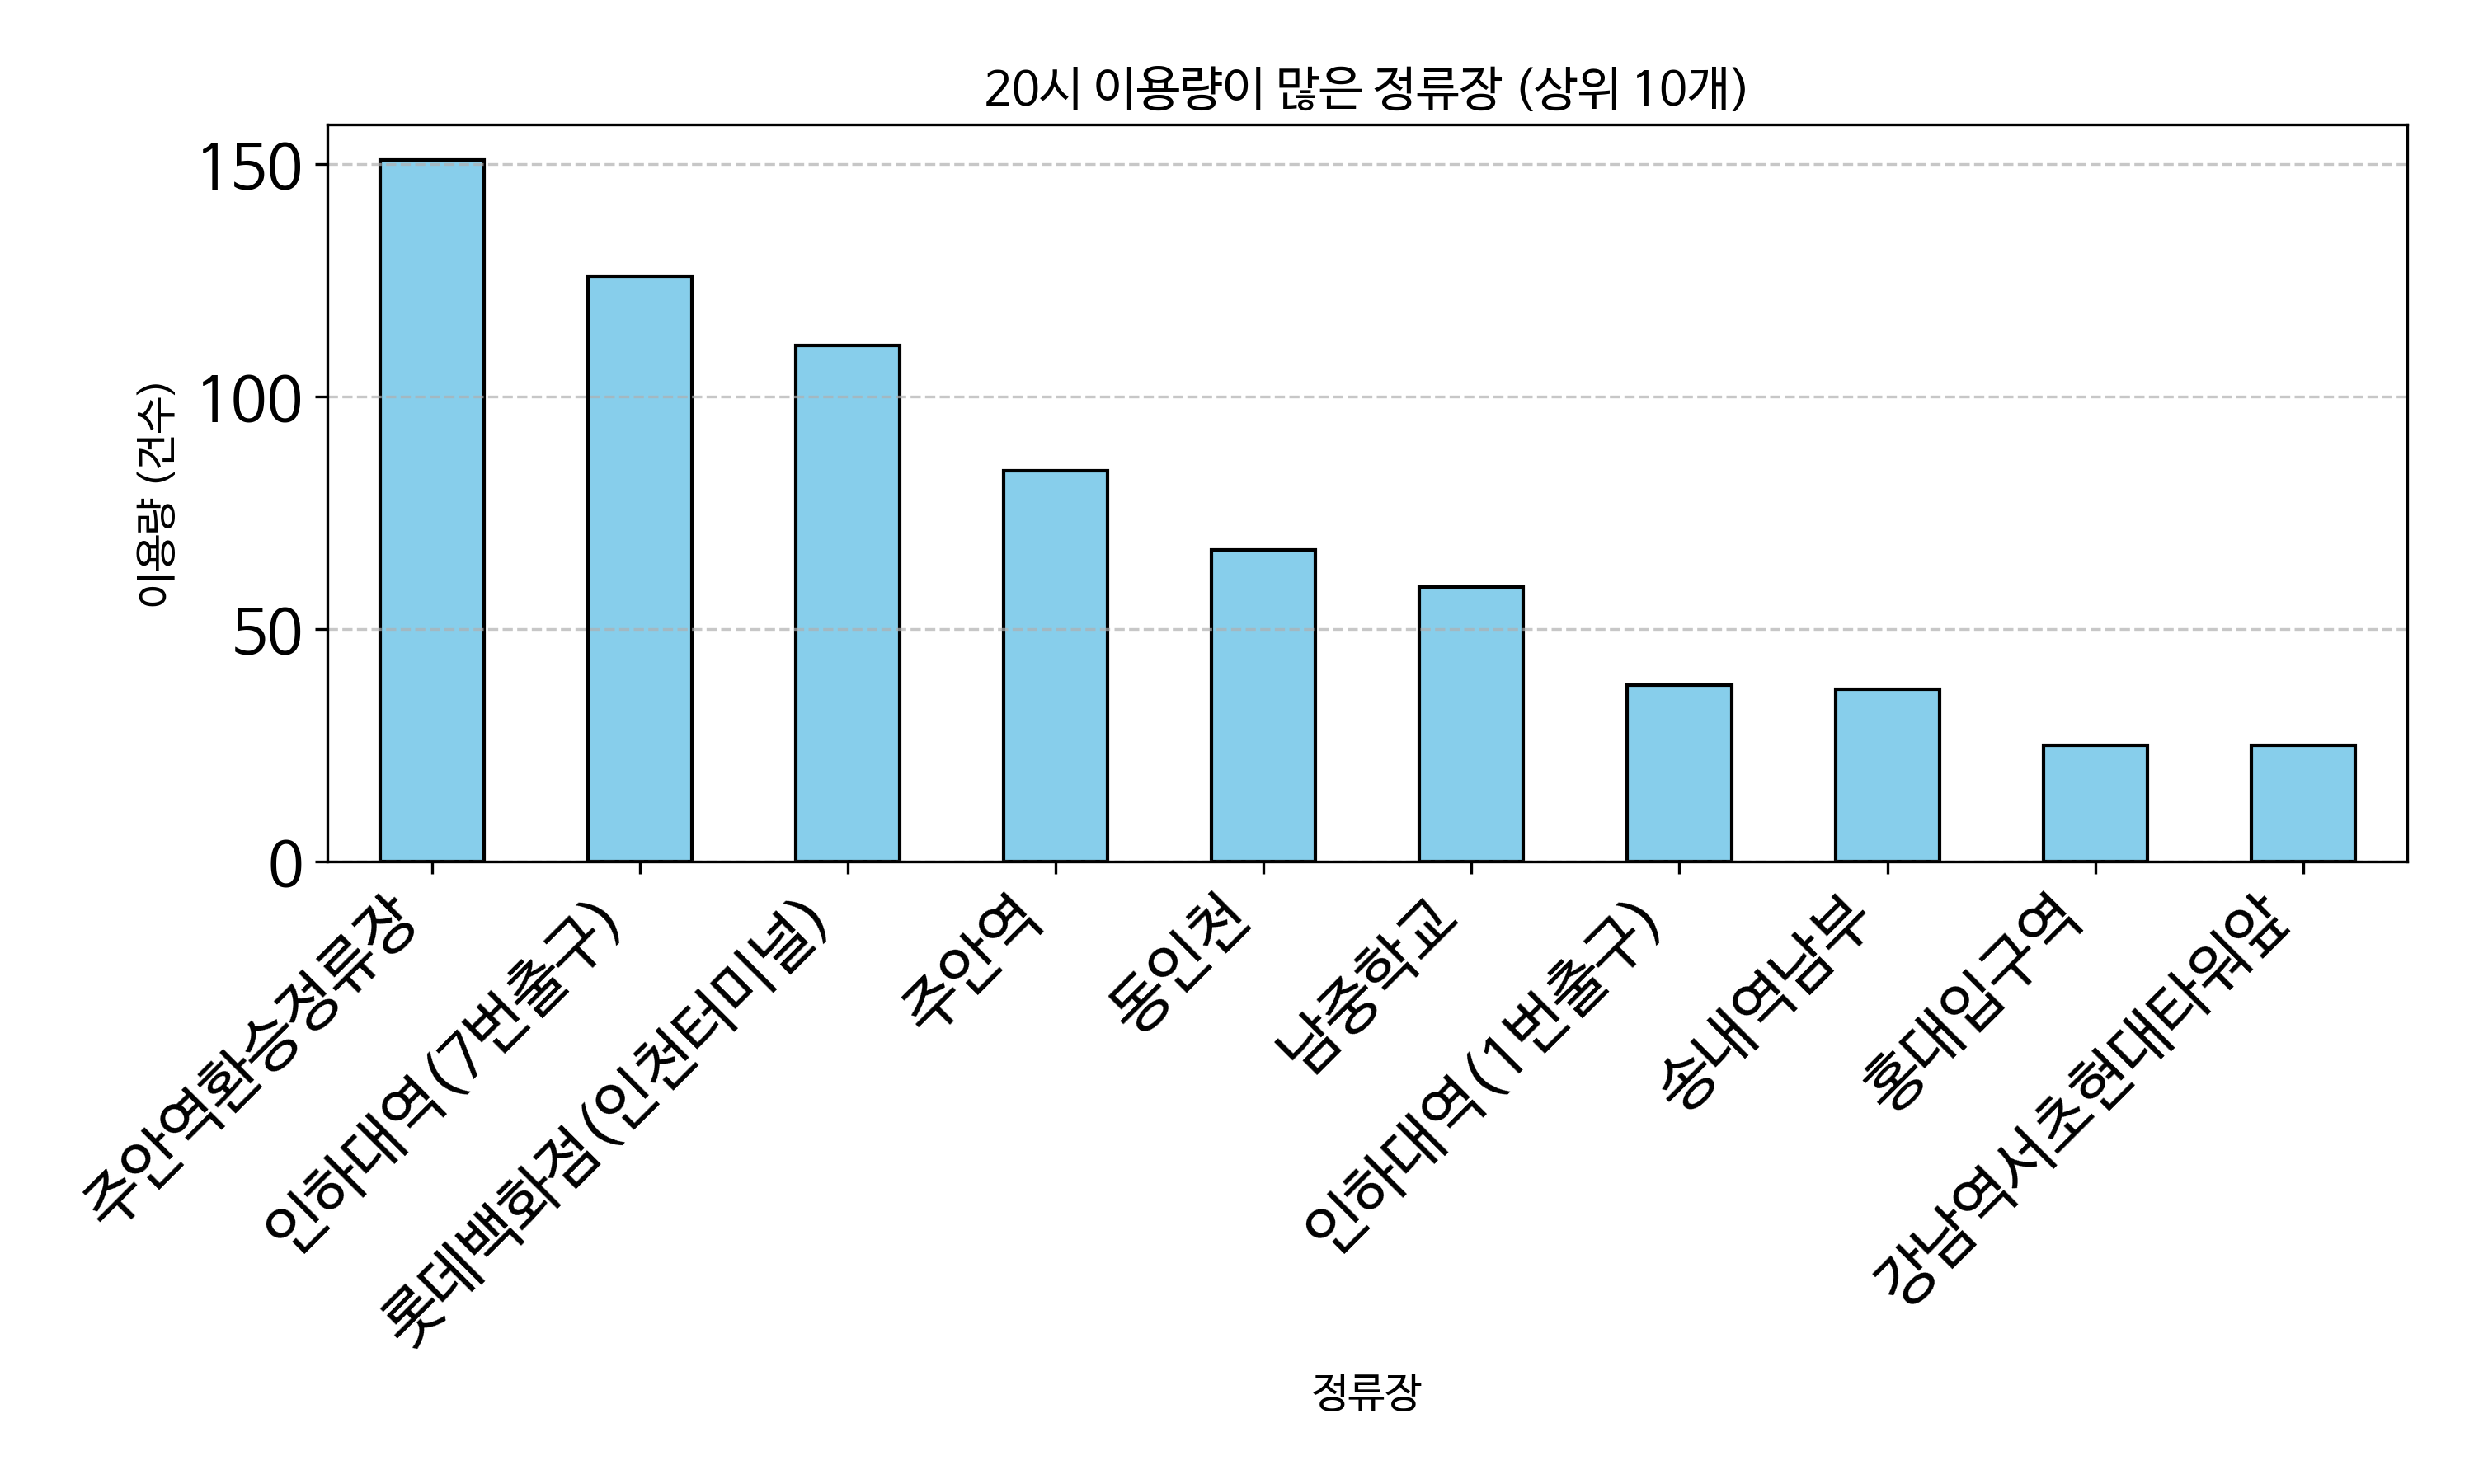 20시 이용량이 많은 정류장 (상위 10개)
이용량 (건수)
150
100
50
0
주안역환승정류장
인하대역(7번출구)
롯데백화점(인천터미널)
주안역
동인천
남중학교
인하대역(1번출구)
송내역남부
홍대입구역
강남역서초현대타워앞
정류장